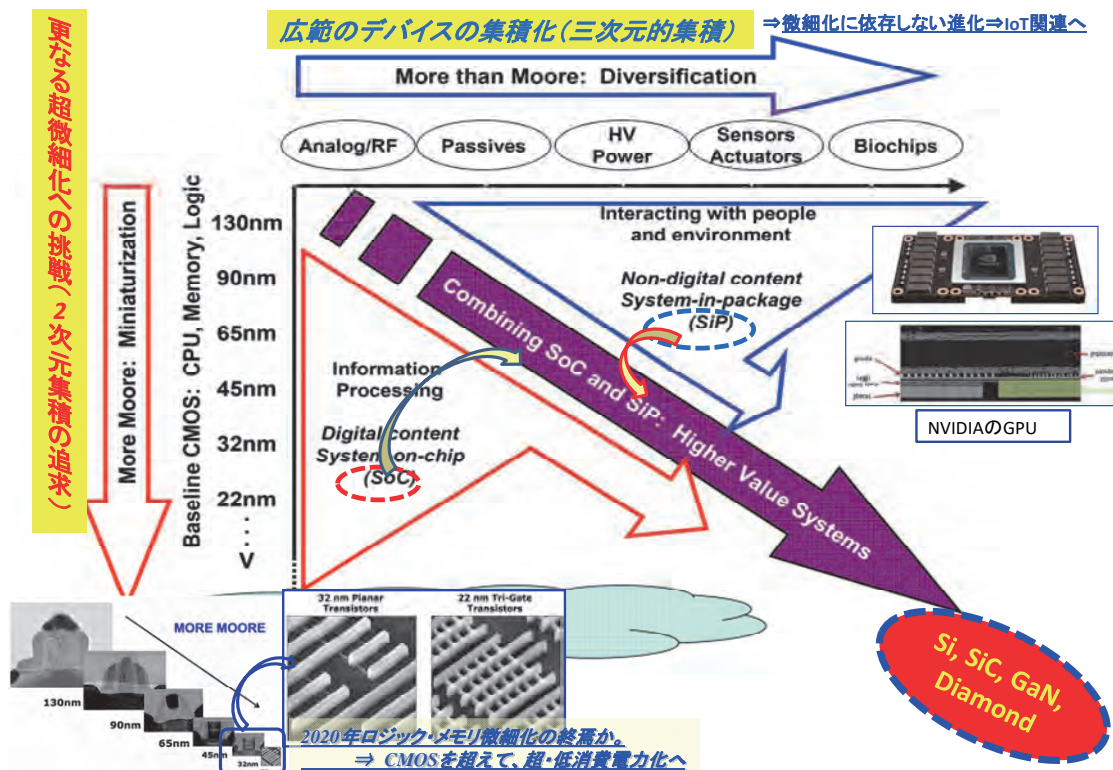 広範のデバイスの集積化(三次元的集積)
⇒微細化に依存しない進化⇒IoT関連へ
More than Moore: Diversification
更なる超微細化への挑戦(2次元集積の追求)
Analog/RF
Passives
HV
Power
Sensors
Actuators
Biochips
More Moore: Miniaturization
Baseline CMOS: CPU, Memory, Logic
130nm
90nm
65nm
45nm
32nm
22nm
V
Interacting with people
and environment
Non-digital content
System-in-package
(SiP)
Combining SoC and SiP: Higher Value Systems
Information
Processing
Digital content
System-on-chip
(SoC)
NVIDIAのGPU
MORE MOORE
130nm
90nm
65nm
45nm
32nm
32 nm Planar
Transistors
22 nm Tri-Gate
Transistors
2020年ロジック・メモリ微細化の終焉か。
⇒ CMOSを超えて、超・低消費電力化へ
Si, SiC, GaN,
Diamond